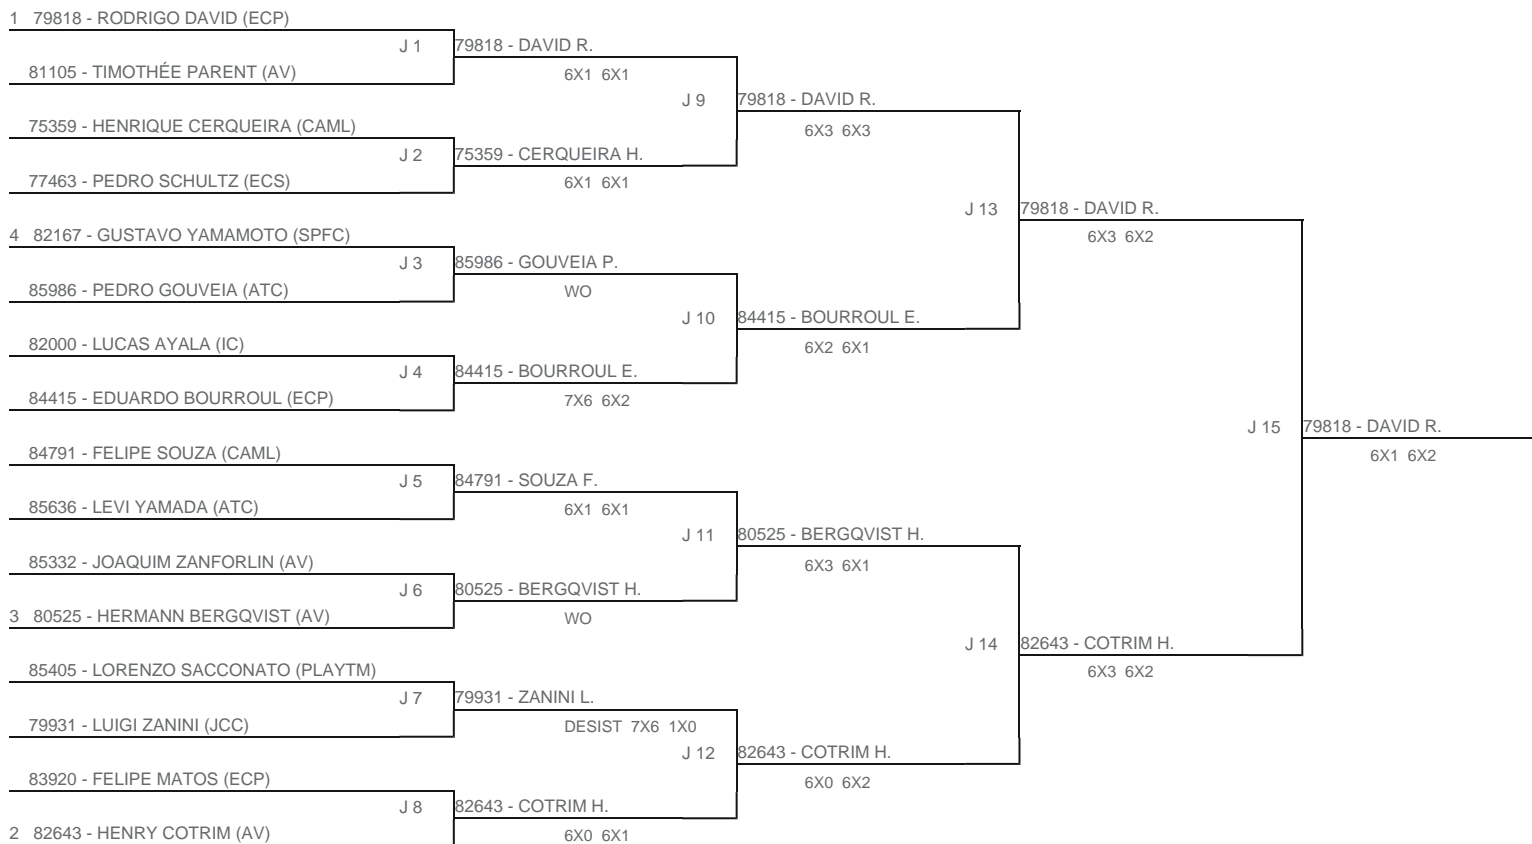 1 79818 - RODRIGO DAVID (ECP)
J 1
79818 - DAVID R.
81105 - TIMOTHÉE PARENT (AV)
6X1 6X1
J 9
79818 - DAVID R.
75359 - HENRIQUE CERQUEIRA (CAML)
6X3 6X3
J 2
75359 - CERQUEIRA H.
77463 - PEDRO SCHULTZ (ECS)
6X1 6X1
J 13
79818 - DAVID R.
4 82167 - GUSTAVO YAMAMOTO (SPFC)
6X3 6X2
J 3
85986 - GOUVEIA P.
85986 - PEDRO GOUVEIA (ATC)
WO
J 10
84415 - BOURROUL E.
82000 - LUCAS AYALA (IC)
6X2 6X1
J 4
84415 - BOURROUL E.
84415 - EDUARDO BOURROUL (ECP)
7X6 6X2
J 15
79818 - DAVID R.
84791 - FELIPE SOUZA (CAML)
6X1 6X2
J 5
84791 - SOUZA F.
85636 - LEVI YAMADA (ATC)
6X1 6X1
J 11
80525 - BERGQVIST H.
85332 - JOAQUIM ZANFORLIN (AV)
6X3 6X1
J 6
80525 - BERGQVIST H.
3 80525 - HERMANN BERGQVIST (AV)
WO
J 14
82643 - COTRIM H.
85405 - LORENZO SACCONATO (PLAYTM)
6X3 6X2
J 7
79931 - ZANINI L.
79931 - LUIGI ZANINI (JCC)
DESIST 7X6 1X0
J 12
82643 - COTRIM H.
83920 - FELIPE MATOS (ECP)
6X0 6X2
J 8
82643 - COTRIM H.
2 82643 - HENRY COTRIM (AV)
6X0 6X1